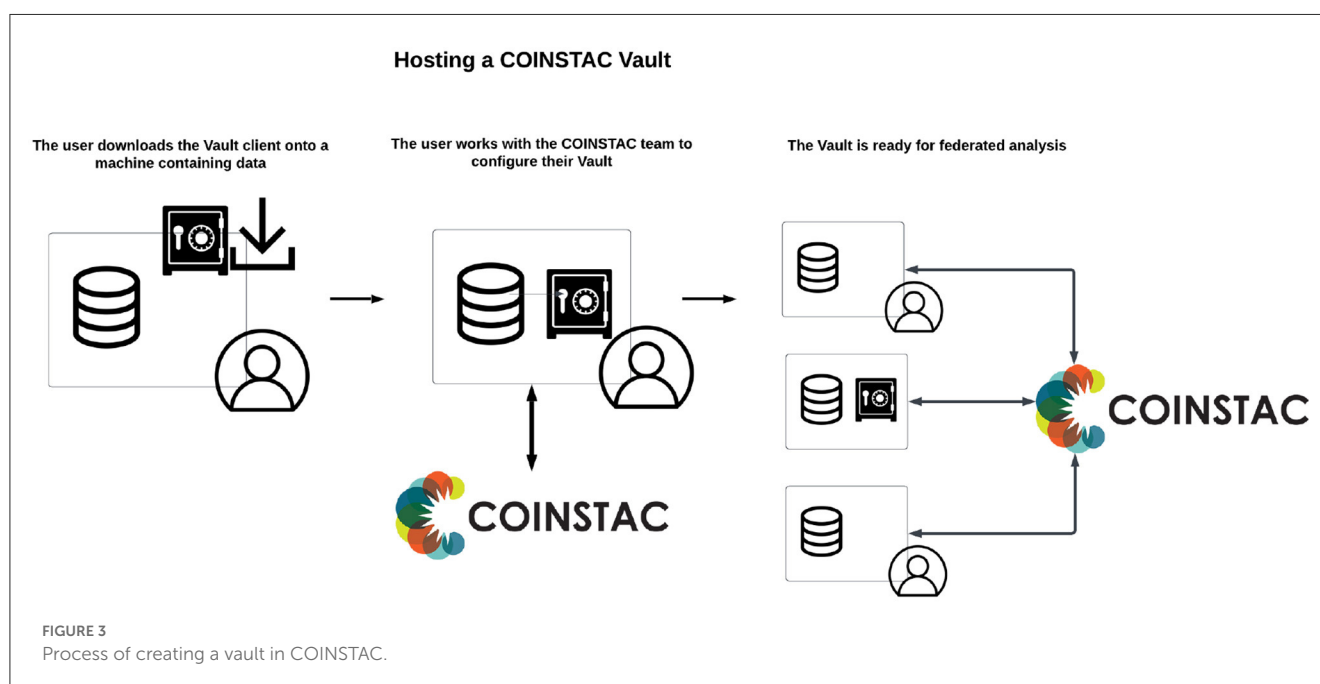 Hosting a COINSTAC Vault
The user downloads the Vault client onto a
machine containing data
The user works with the COINSTAC team to
configure their Vault
The Vault is ready for federated analysis
COINSTAC
COINSTAC
FIGURE 3
Process of creating a vault in COINSTAC.